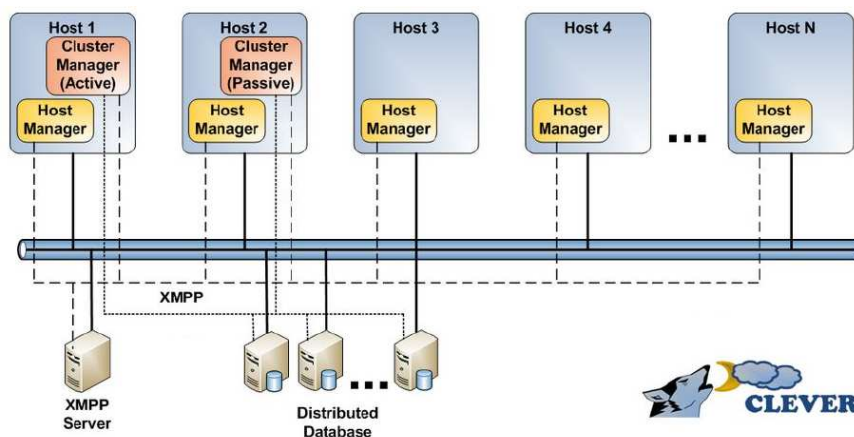 Host 1
Cluster
Manager
(Active)
Host
Manager
Host 2
Cluster
Manager
(Passive)
Host
Manager
Host 3
Host
Manager
Host 4
Host
Manager
...
Host N
Host
Manager
XMPP
XMPP
Server
...
Distributed
Database
CLEVER